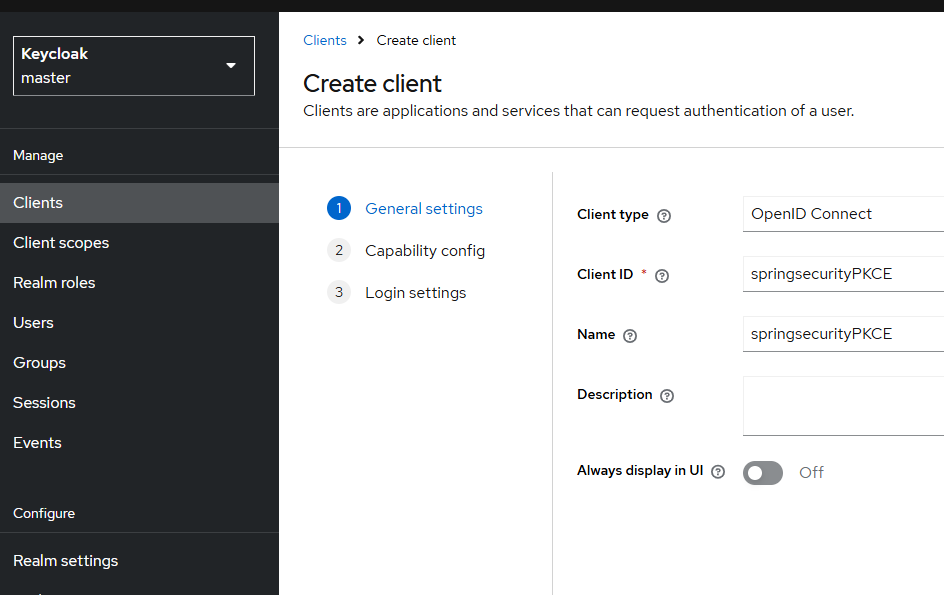 Keycloak
master
Manage
Clients
Client scopes
Realm roles
Users
Groups
Sessions
Events
Configure
Realm settings
Clients > Create client
Create client
Clients are applications and services that can request authentication of a user.
1 General settings
2 Capability config
3 Login settings
Client type ? OpenID Connect
Client ID * ? springsecurityPKCE
Name ? springsecurityPKCE
Description ?
Always display in UI ? Off